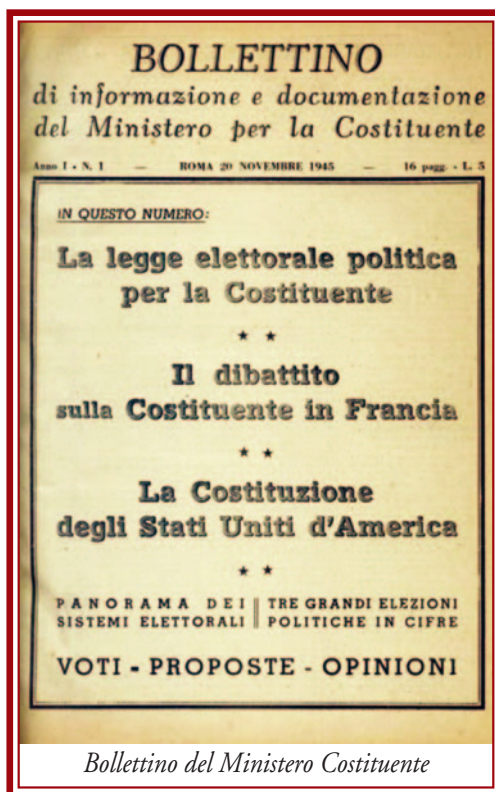 BOLLETTINO
di informazione e documentazione
del Ministero per la Costituente
Anno I - N. 1 — ROMA 20 NOVEMBRE 1945 — 16 pagg. - L. 5
IN QUESTO NUMERO:
La legge elettorale politica
per la Costituente
★ ★
Il dibattito
sulla Costituente in Francia
★ ★
La Costituzione
degli Stati Uniti d'America
★ ★
PANORAMA DEI || TRE GRANDI ELEZIONI
SISTEMI ELETTORALI || POLITICHE IN CIFRE
VOTI - PROPOSTE - OPINIONI
Bollettino del Ministero Costituente